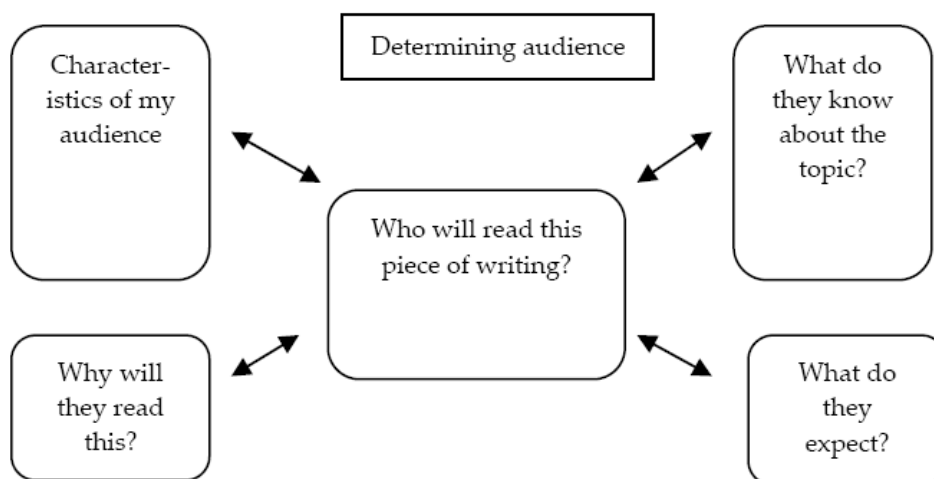 Determining audience
Character-
istics of my
audience
What do
they know
about the
topic?
Who will read this
piece of writing?
Why will
they read
this?
What do
they
expect?